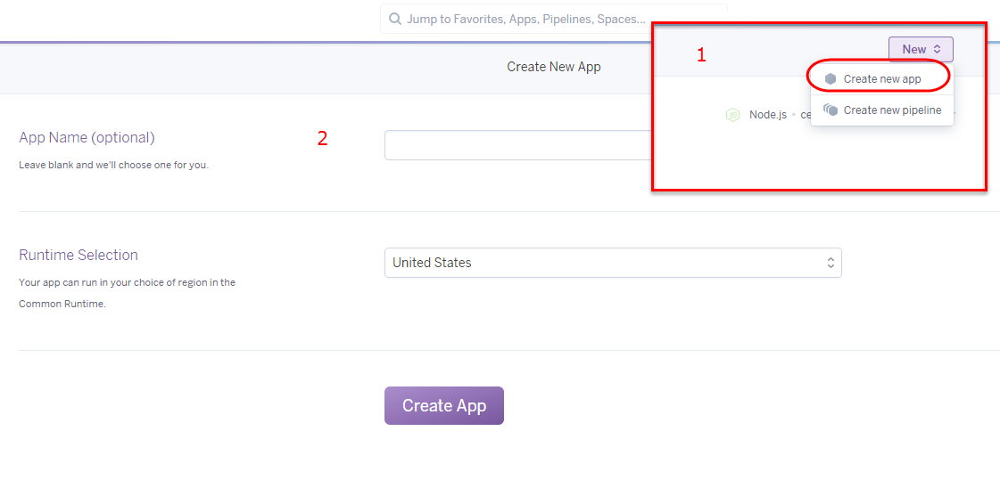 Jump to Favorites, Apps, Pipelines, Spaces...
1
New
Create New App
Create new app
Node.js • ce
Create new pipeline
App Name (optional)
2
Leave blank and we'll choose one for you.
Runtime Selection
United States
Your app can run in your choice of region in the
Common Runtime.
Create App